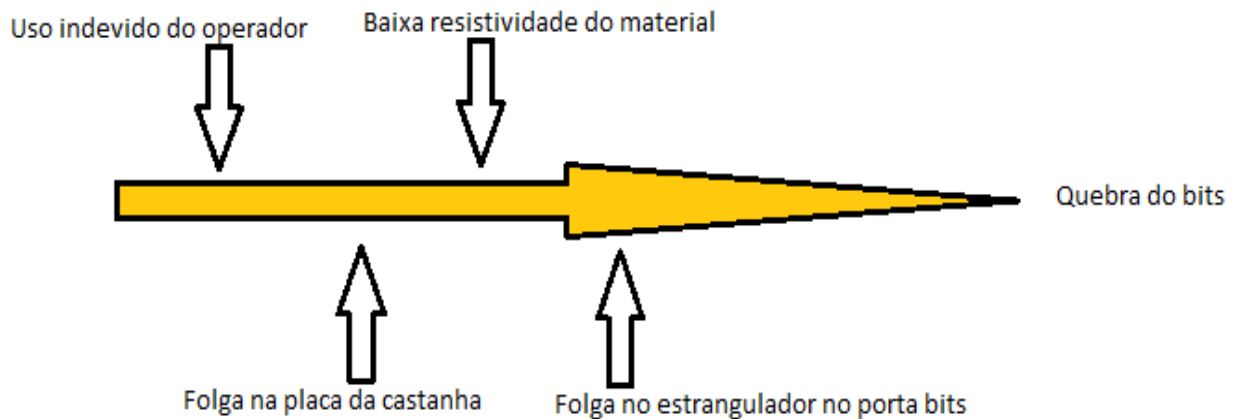 Uso indevido do operador
Baixa resistividade do material
Quebra do bits
Folga na placa da castanha
Folga no estrangulador no porta bits